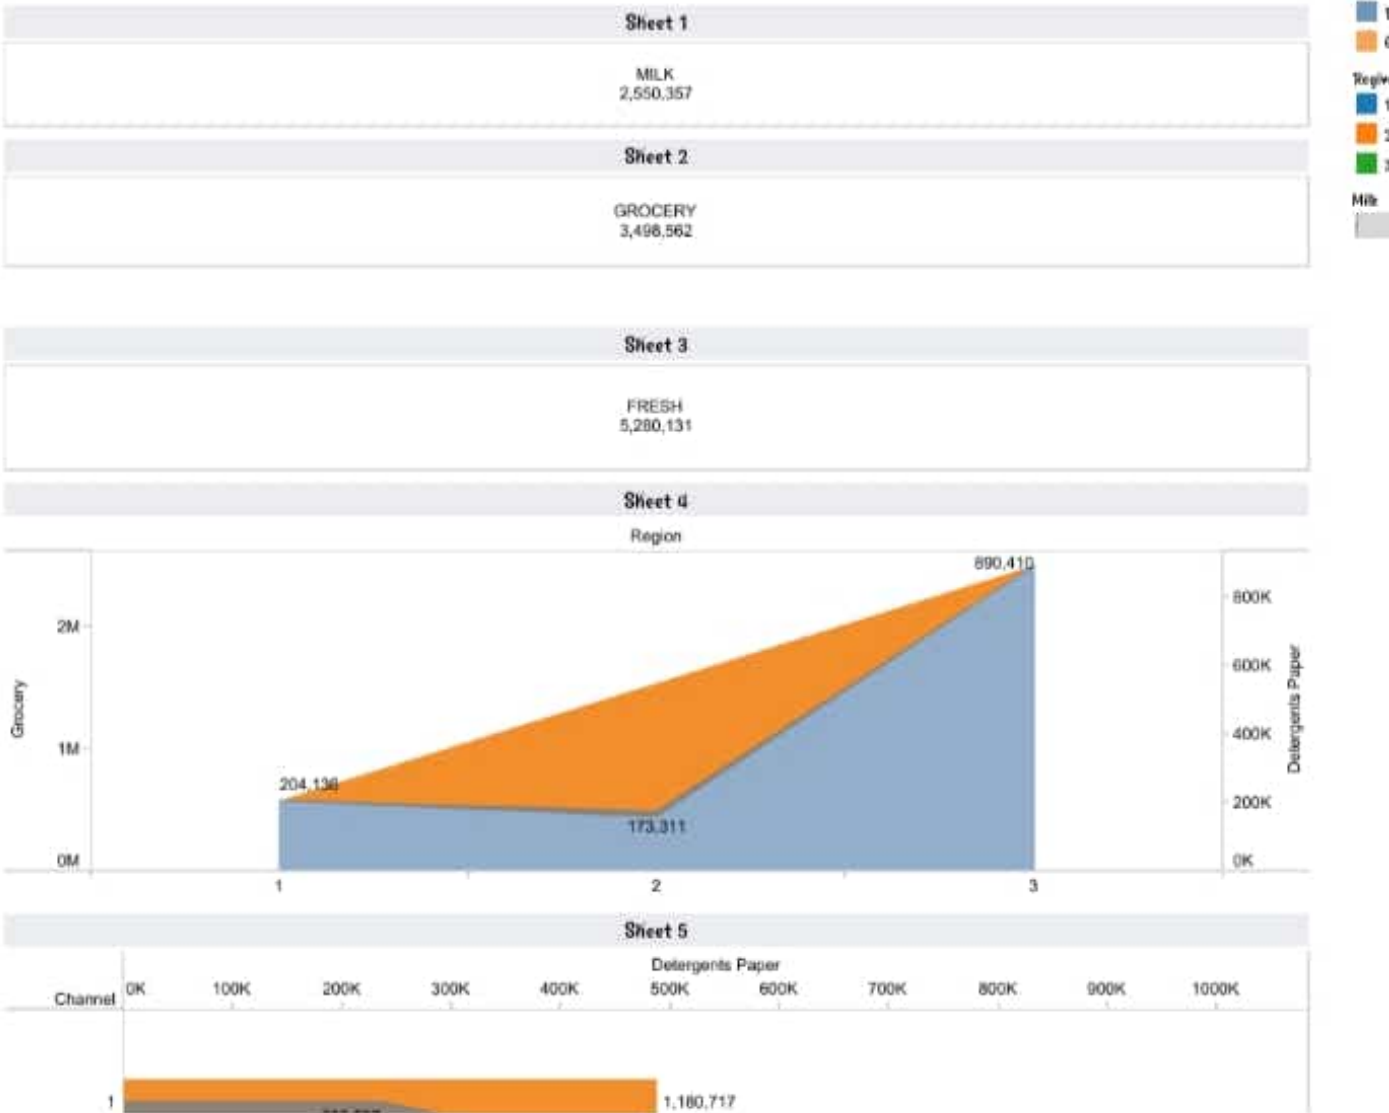 Sheet 1
MILK
2,550,357
Sheet 2
GROCERY
3,498,562
Milk
Sheet 3
FRESH
5,280,131
Sheet 4
Region
890,410
800K
2M
600K
Grocery
Detergents Paper
1M
400K
204,136
200K
173,311
0M
0K
1 2 3
Sheet 5
Detergents Paper
Channel 0K 100K 200K 300K 400K 500K 600K 700K 800K 900K 1000K
1 1,180,717